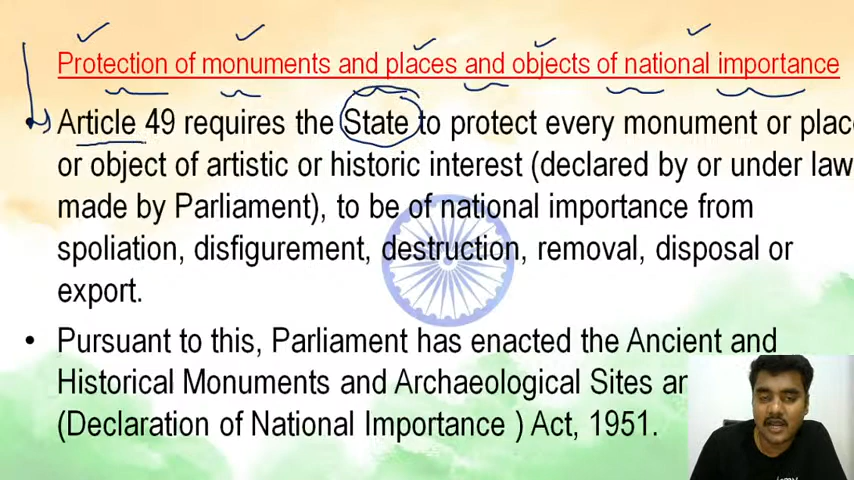 Protection of monuments and places and objects of national importance
• Article 49 requires the State to protect every monument or plac
or object of artistic or historic interest (declared by or under law
made by Parliament), to be of national importance from
spoliation, disfigurement, destruction, removal, disposal or
export.
• Pursuant to this, Parliament has enacted the Ancient and
Historical Monuments and Archaeological Sites
(Declaration of National Importance ) Act, 1951.